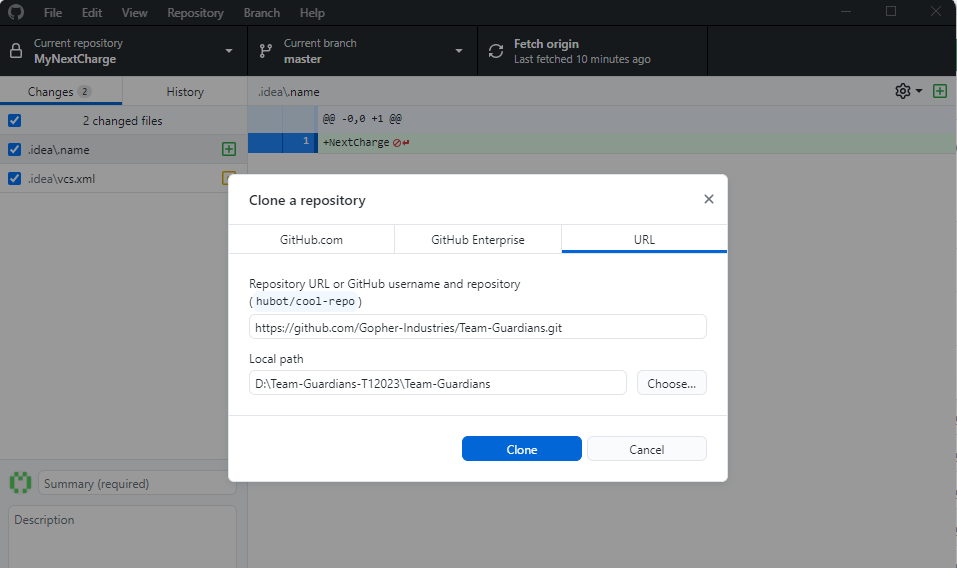 File Edit View Repository Branch Help
Current repository
MyNextCharge
Current branch
master
Fetch origin
Last fetched 10 minutes ago
Changes 2
History
.idea\.name
2 changed files
@@ -0,0 +1 @@
.idea\.name
1 +NextCharge
.idea\vcs.xml
Clone a repository
GitHub.com
GitHub Enterprise
URL
Repository URL or GitHub username and repository
(hubot/cool-repo)
https://github.com/Gopher-Industries/Team-Guardians.git
Local path
D:\Team-Guardians-T12023\Team-Guardians
Choose...
Clone
Cancel
Summary (required)
Description